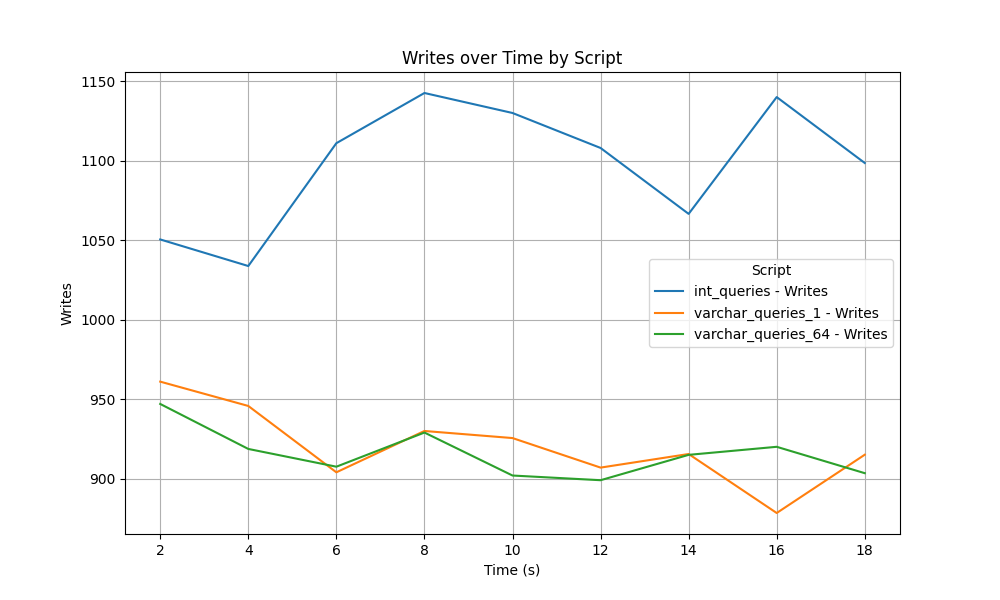 Writes over Time by Script
1150
1100
1050
1000
950
900
Writes
Script
int_queries - Writes
varchar_queries_1 - Writes
varchar_queries_64 - Writes
2 4 6 8 10 12 14 16 18
Time (s)